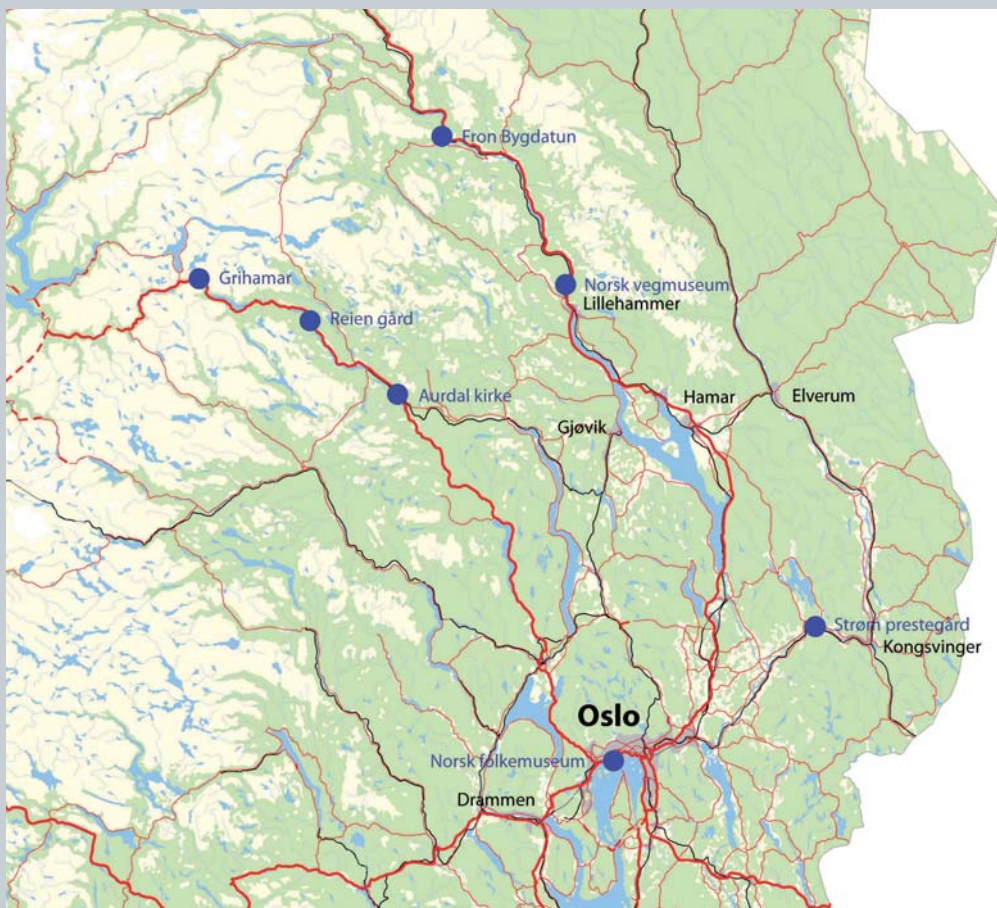 Fron Bygdatun
Grihamar
Norsk vegmuseum
Lillehammer
Reien gård
Aurdal kirke
Hamar
Elverum
Gjøvik
Strøm prestegård
Kongsvinger
Oslo
Norsk folkemuseum
Drammen